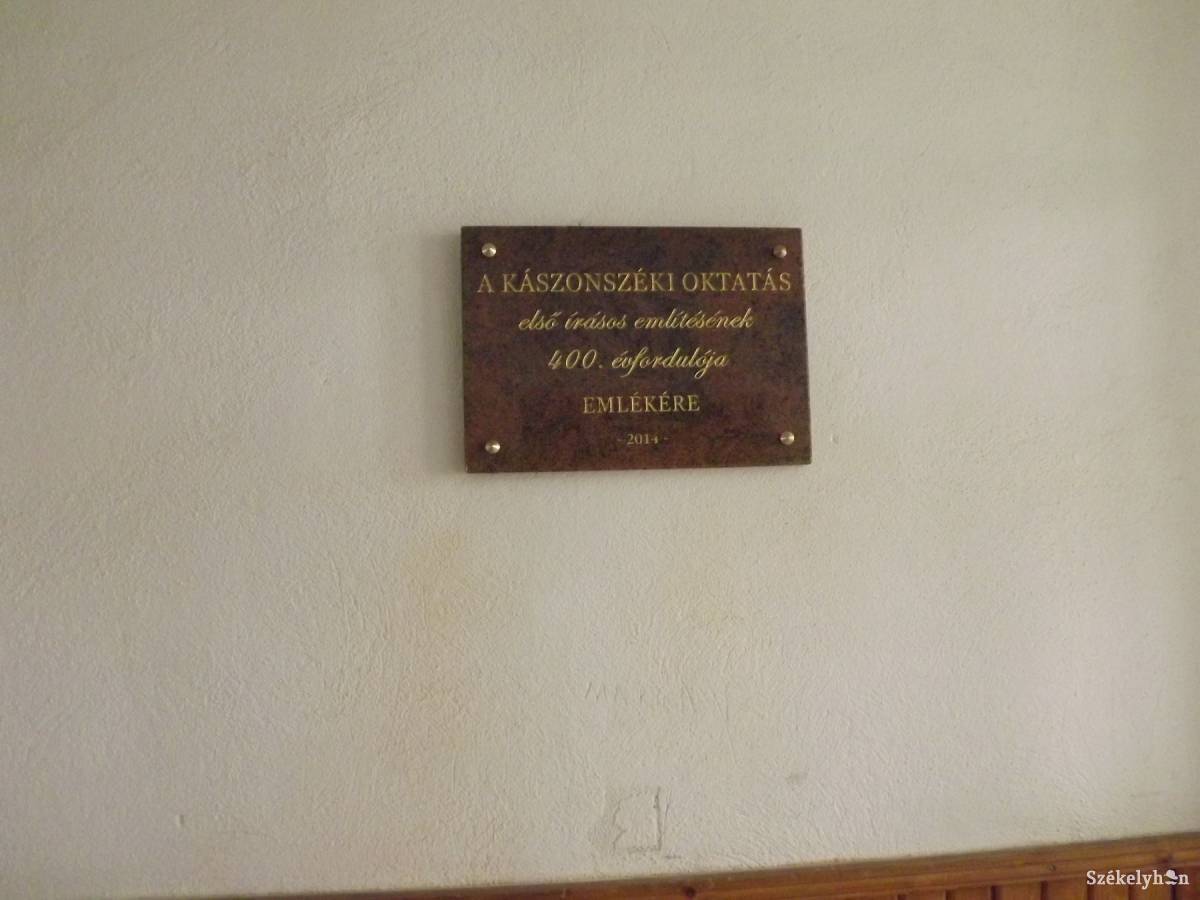 A KÁSZONSZÉKI OKTATÁS
első írásos említésének
400. évfordulója
EMLÉKÉRE
- 2014 -
Székelyhon